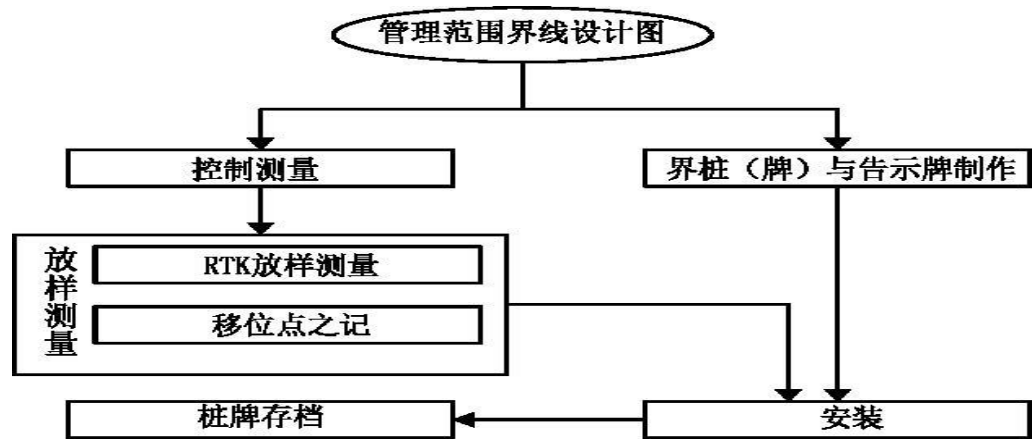 管理范围界线设计图
控制测量
界桩（牌）与告示牌制作
放样测量
RTK放样测量
移位点之记
桩牌存档
安装